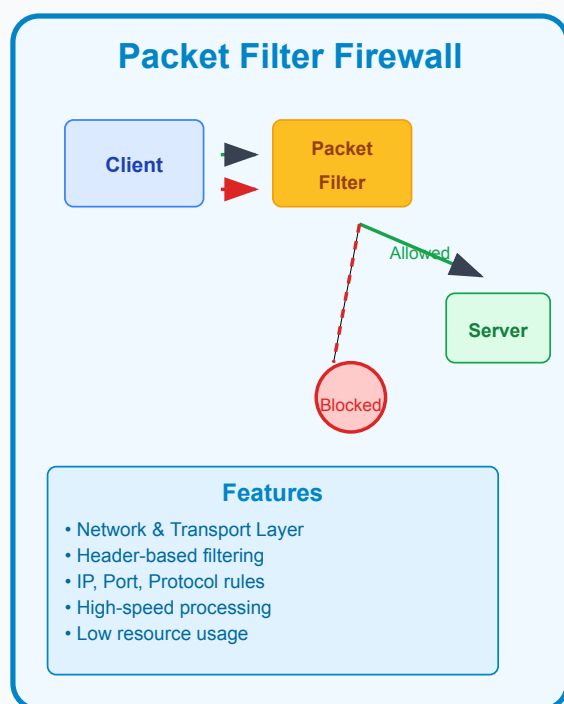 Packet Filter Firewall
Client
Packet
Filter
Allowed
Server
Blocked
Features
• Network & Transport Layer
• Header-based filtering
• IP, Port, Protocol rules
• High-speed processing
• Low resource usage